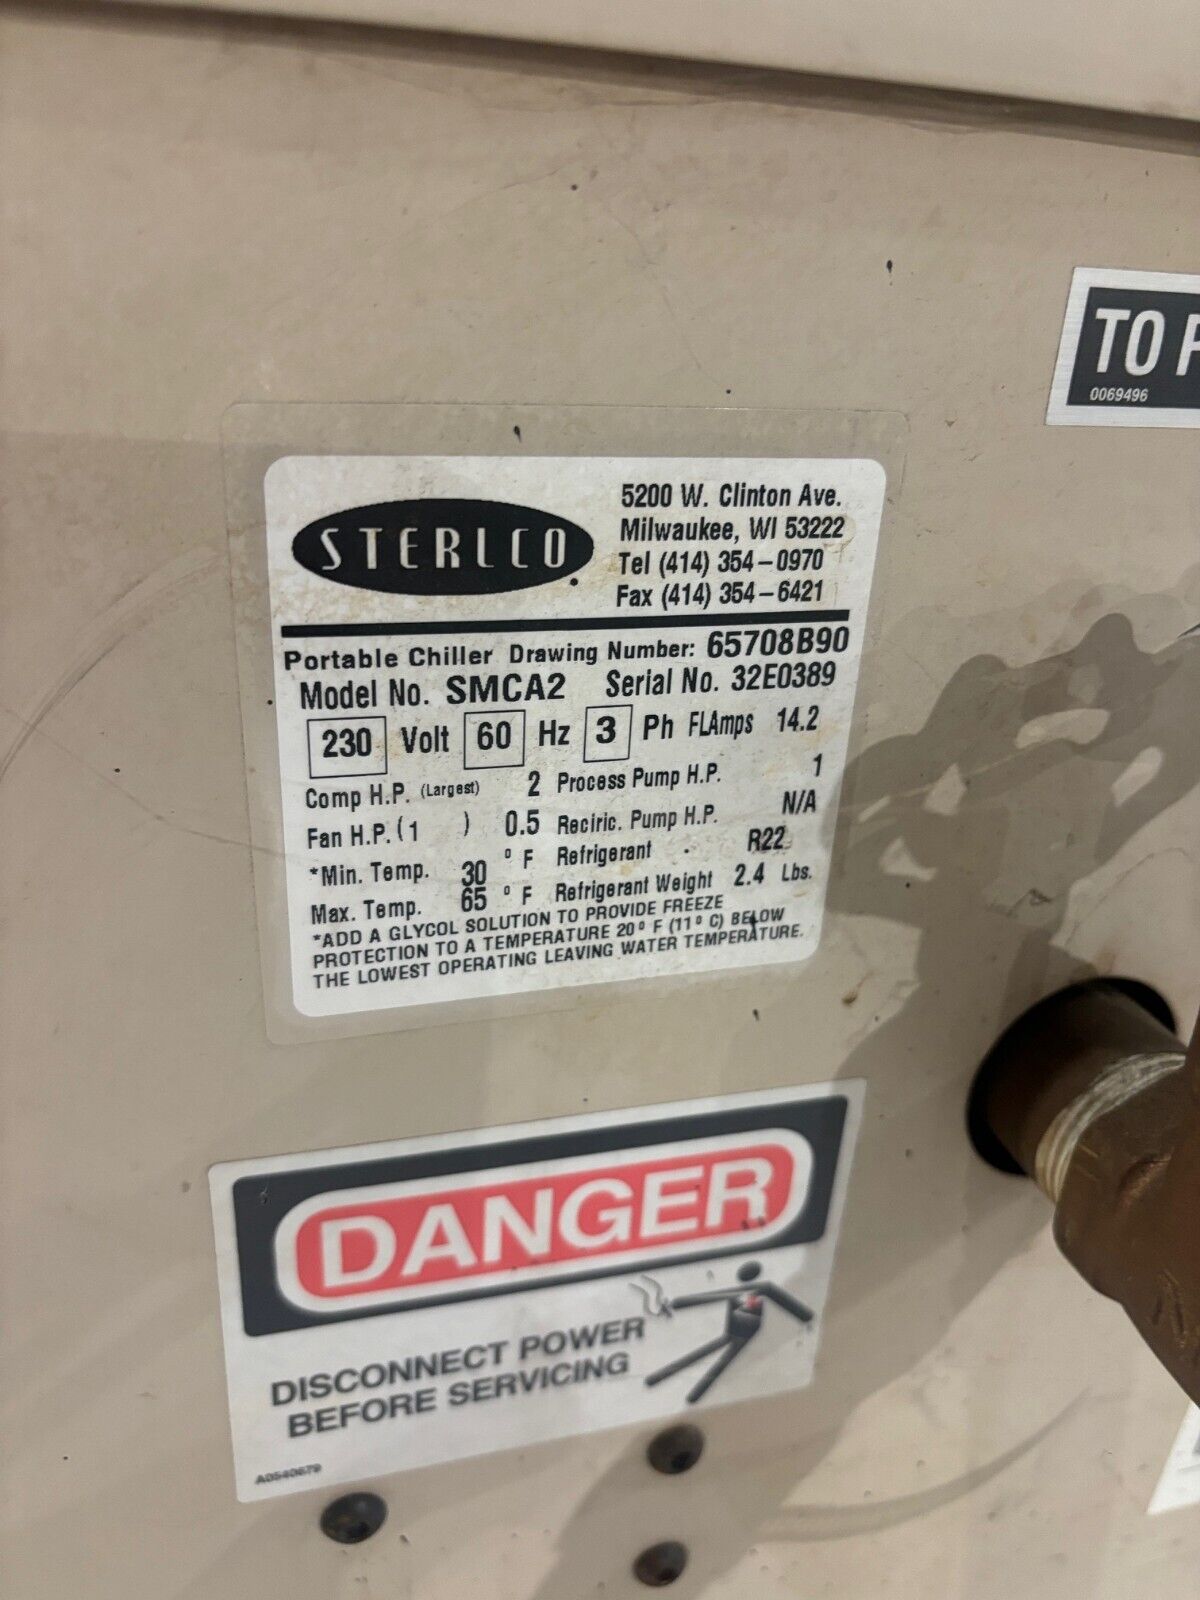 TO
0069496
STERLCO
5200 W. Clinton Ave.
Milwaukee, WI 53222
Tel (414) 354-0970
Fax (414) 354-6421
Portable Chiller Drawing Number: 65708B90
Model No. SMCA2 Serial No. 32E0389
230 Volt 60 Hz 3 Ph FLAmps 14.2
Comp H.P. (Largest) 2 Process Pump H.P. 1
Fan H.P. (1 ) 0.5 Reciric. Pump H.P. N/A
*Min. Temp. 30 ° F Refrigerant R22
Max. Temp. 65 ° F Refrigerant Weight 2.4 Lbs.
*ADD A GLYCOL SOLUTION TO PROVIDE FREEZE
PROTECTION TO A TEMPERATURE 20° F (11° C) BELOW
THE LOWEST OPERATING LEAVING WATER TEMPERATURE.
DANGER
DISCONNECT POWER
BEFORE SERVICING
A0540679